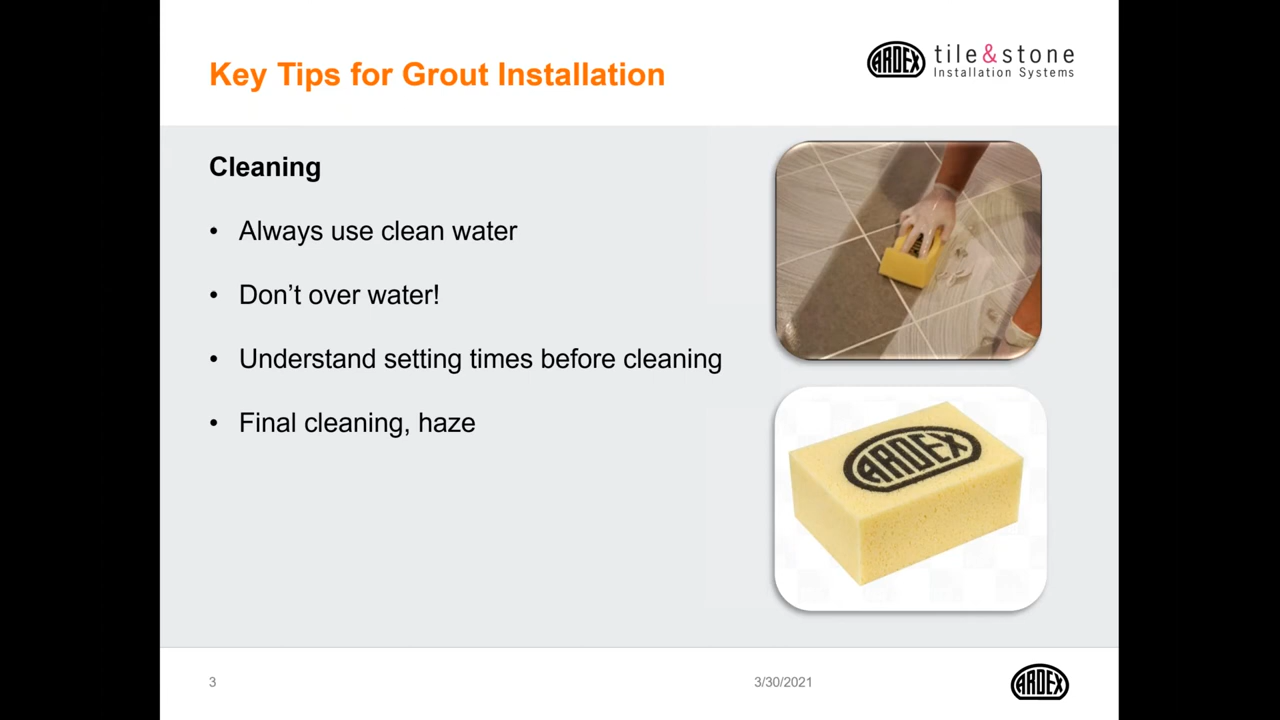 Key Tips for Grout Installation
ARDEX
tile&stone
Installation Systems
Cleaning
• Always use clean water
• Don’t over water!
• Understand setting times before cleaning
• Final cleaning, haze
ARDEX
3
3/30/2021
ARDEX